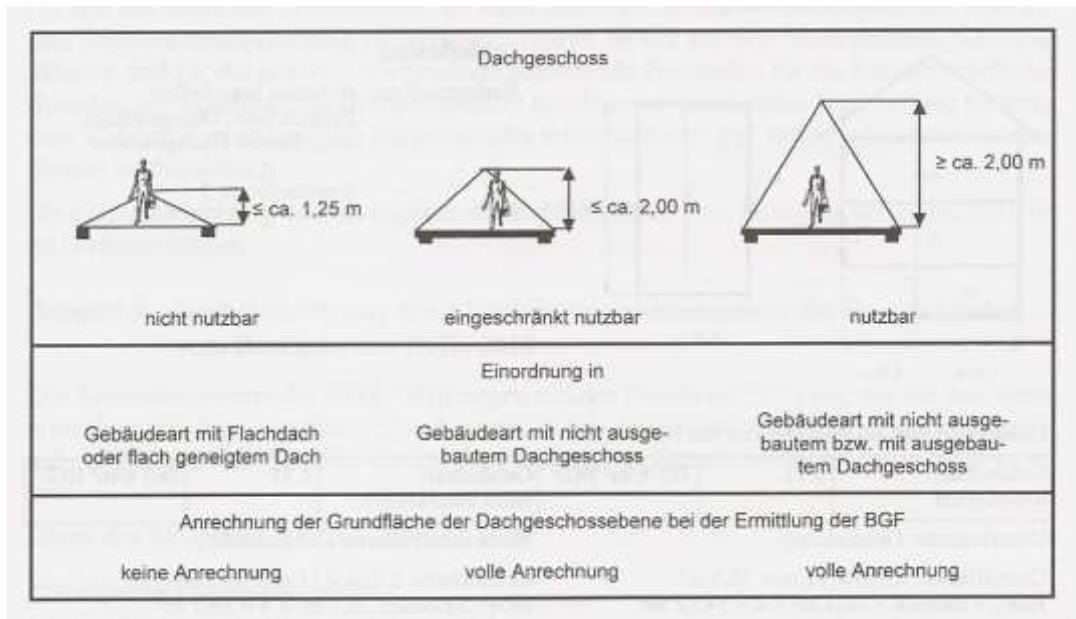 Dachgeschoss
≤ ca. 1,25 m
≤ ca. 2,00 m
≥ ca. 2,00 m
nicht nutzbar
eingeschränkt nutzbar
nutzbar
Einordnung in
Gebäudeart mit Flachdach
oder flach geneigtem Dach
Gebäudeart mit nicht ausge-
bautem Dachgeschoss
Gebäudeart mit nicht ausge-
bautem bzw. mit ausgebau-
tem Dachgeschoss
Anrechnung der Grundfläche der Dachgeschossebene bei der Ermittlung der BGF
keine Anrechnung
volle Anrechnung
volle Anrechnung